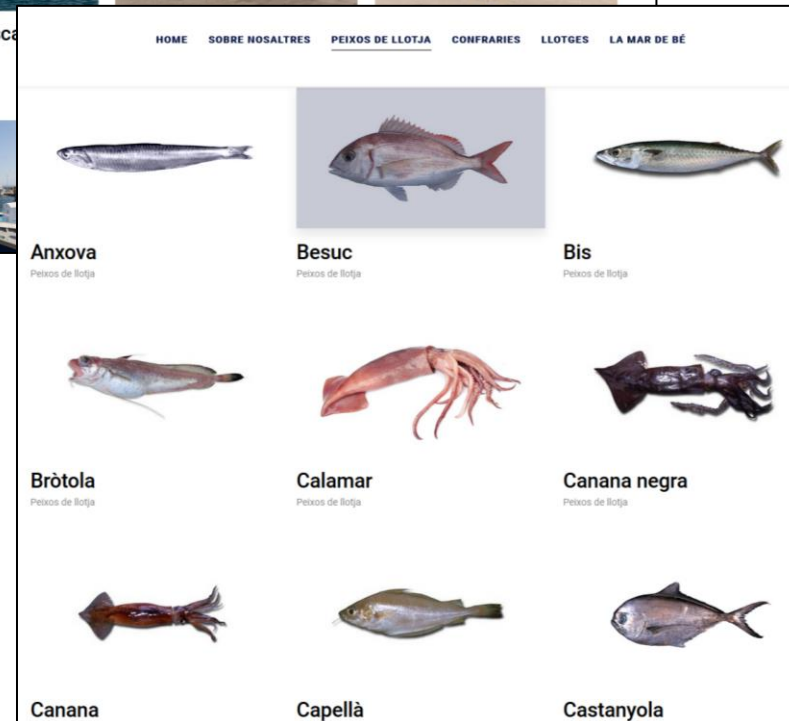 HOME SOBRE NOSALTRES PEIXOS DE LLOTJA CONFRARIES LLOTGES LA MAR DE BÉ
Anxova Besuc Bis
Peixos de llotja Peixos de llotja Peixos de llotja
Bròtola Calamar Canana negra
Peixos de llotja Peixos de llotja Peixos de llotja
Canana Capellà Castanyola